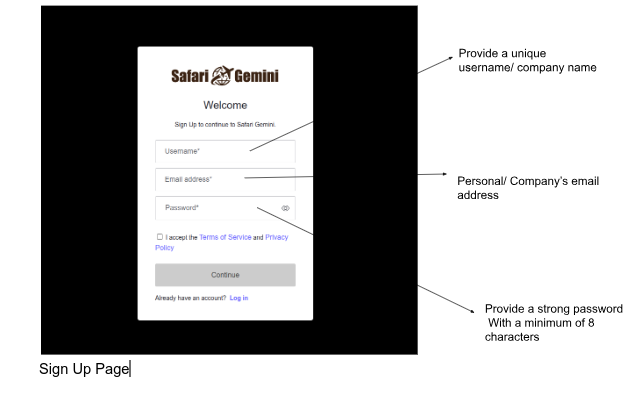 Safari Gemini
Welcome
Sign Up to continue to Safari Gemini.
Username*
Email address*
Password*
I accept the Terms of Service and Privacy
Policy
Continue
Already have an account? Log in
Provide a unique
username/ company name
Personal/ Company's email
address
Provide a strong password
With a minimum of 8
characters
Sign Up Page